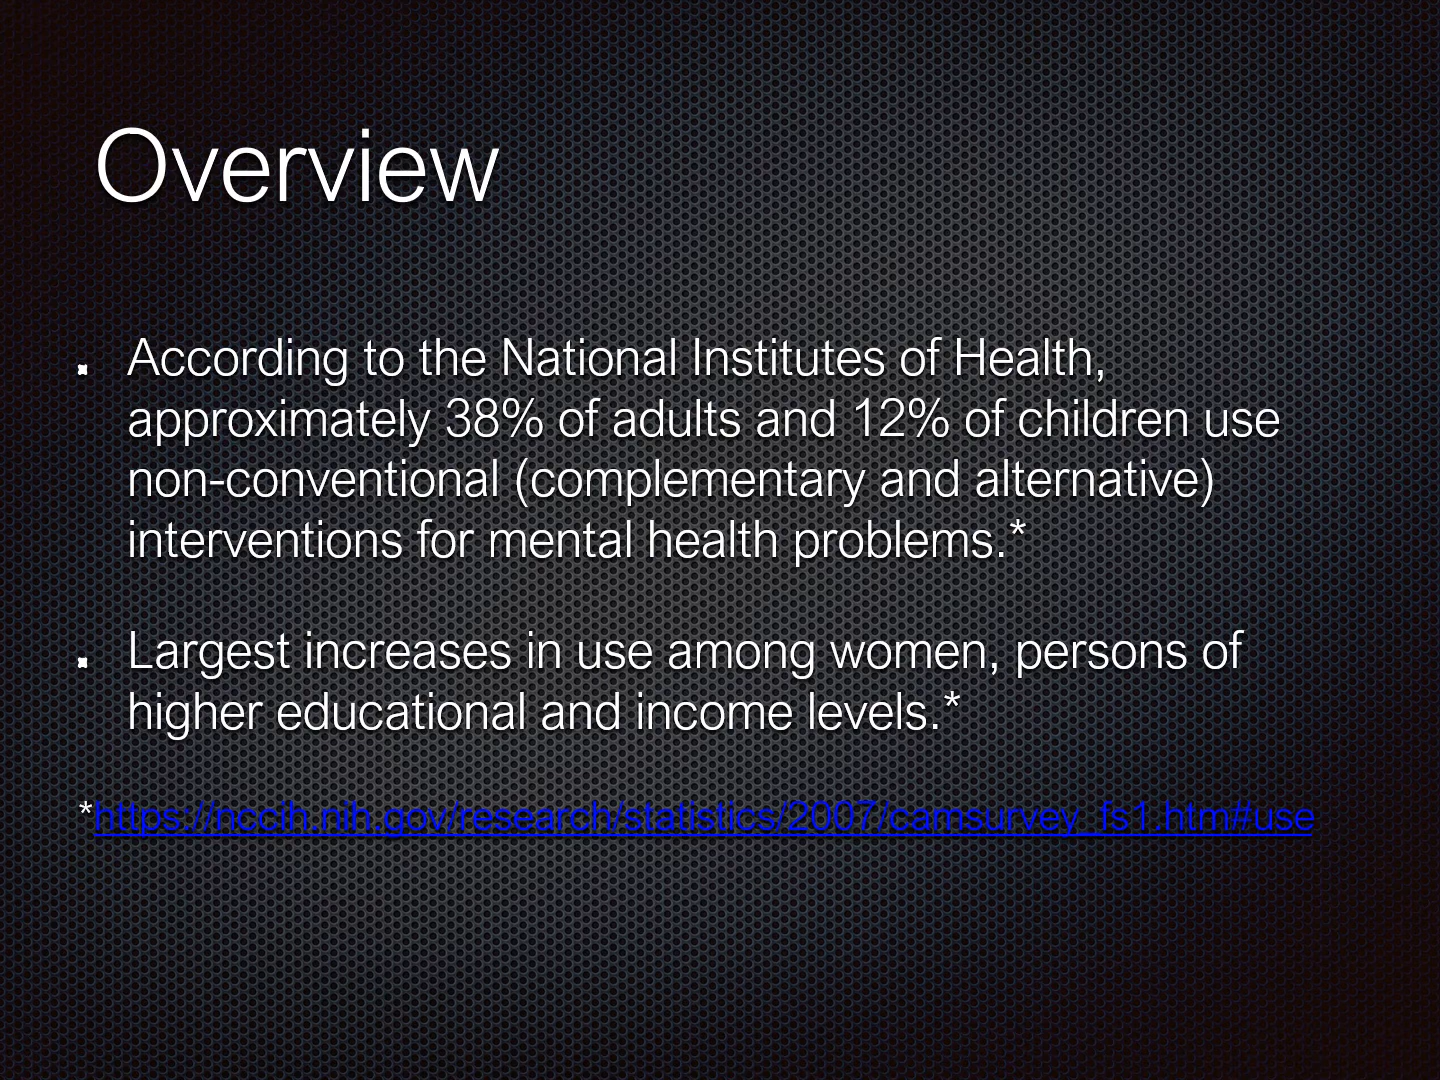 Overview
According to the National Institutes of Health,
approximately 38% of adults and 12% of children use
non-conventional (complementary and alternative)
interventions for mental health problems.*
Largest increases in use among women, persons of
higher educational and income levels.*
*https://nccih.nih.gov/research/statistics/2007/camsurvey_fs1.htm#use